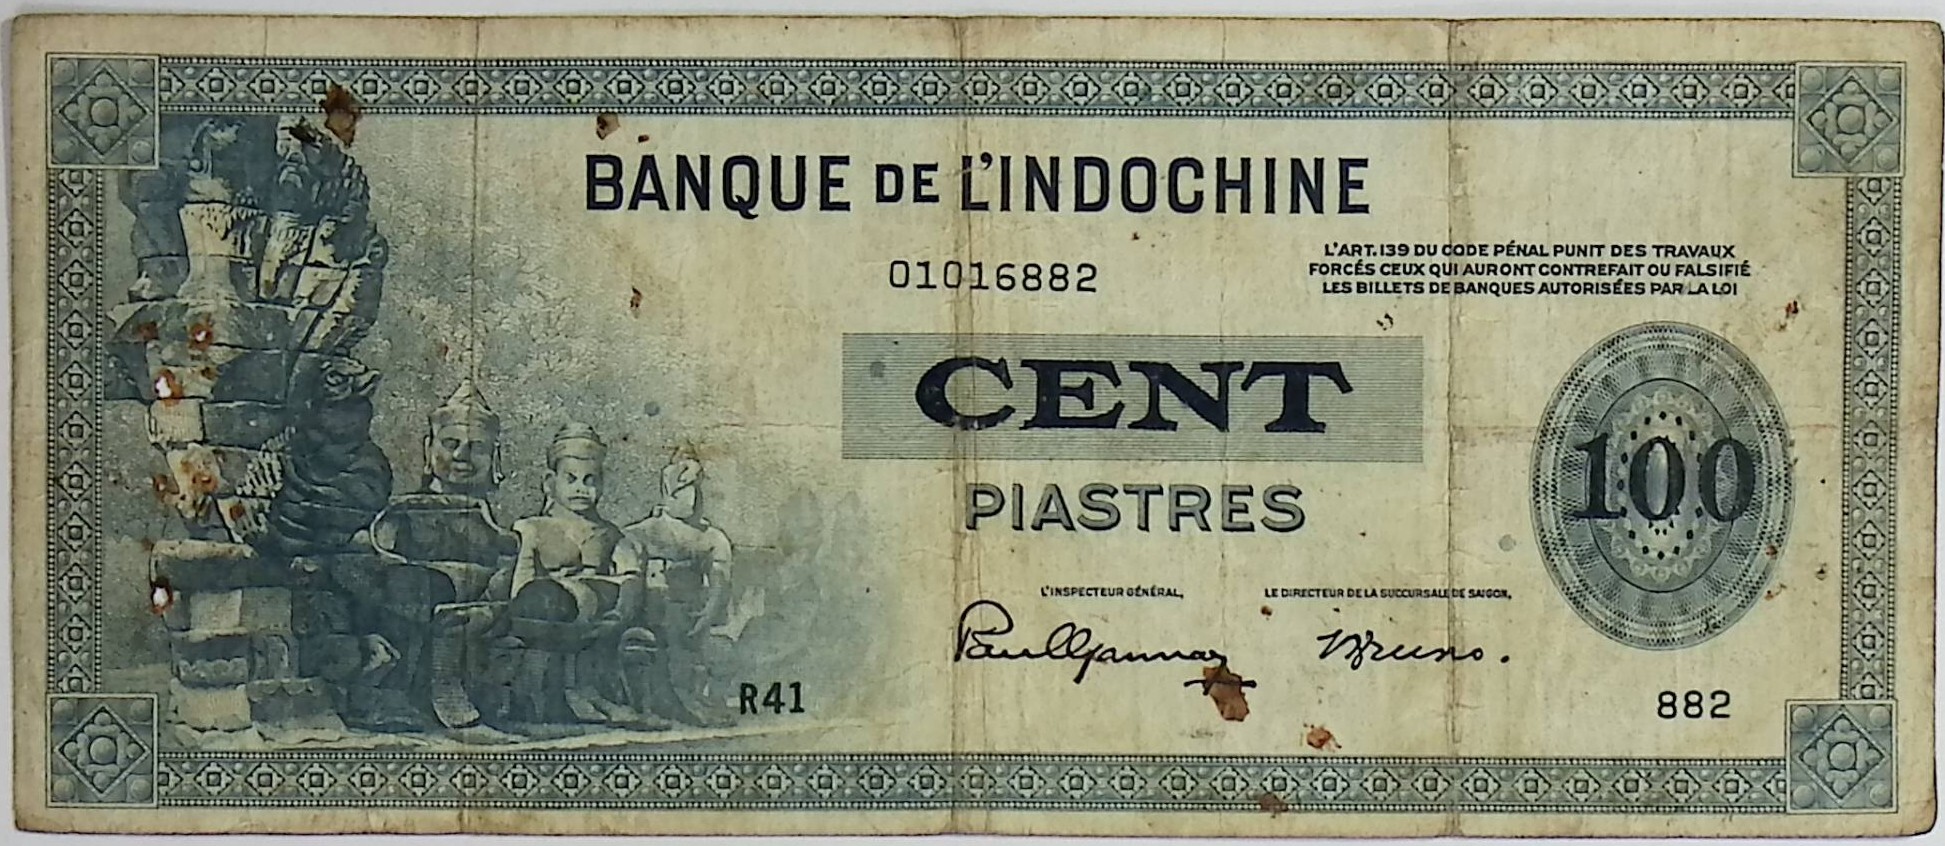 BANQUE DE L'INDOCHINE
01016882
L'ART.139 DU CODE PÉNAL PUNIT DES TRAVAUX
FORCÉS CEUX QUI AURONT CONTREFAIT OU FALSIFIÉ
LES BILLETS DE BANQUES AUTORISÉES PAR LA LOI
CENT
PIASTRES
100
L'INSPECTEUR GÉNÉRAL,
LE DIRECTEUR DE LA SUCCURSALE DE SAIGON,
R41
882